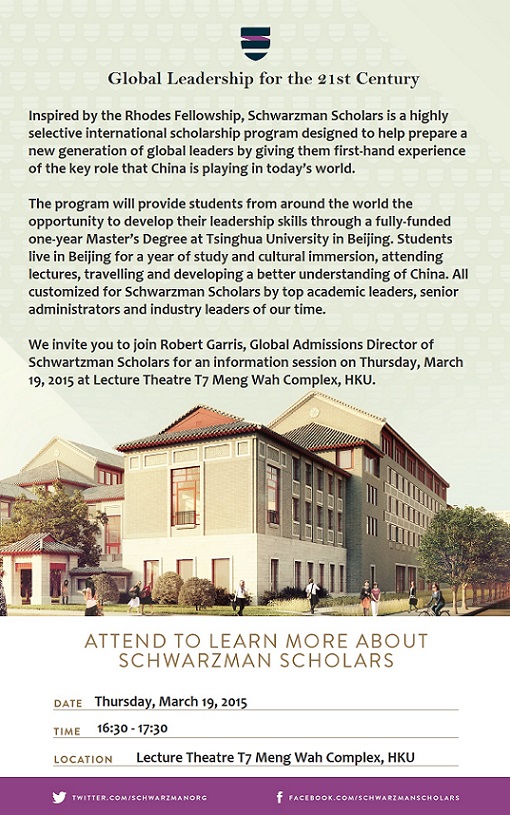 Global Leadership for the 21st Century
Inspired by the Rhodes Fellowship, Schwarzman Scholars is a highly
selective international scholarship program designed to help prepare a
new generation of global leaders by giving them first-hand experience
of the key role that China is playing in today's world.
The program will provide students from around the world the
opportunity to develop their leadership skills through a fully-funded
one-year Master's Degree at Tsinghua University in Beijing. Students
live in Beijing for a year of study and cultural immersion, attending
lectures, travelling and developing a better understanding of China. All
customized for Schwarzman Scholars by top academic leaders, senior
administrators and industry leaders of our time.
We invite you to join Robert Garris, Global Admissions Director of
Schwartzman Scholars for an information session on Thursday, March
19, 2015 at Lecture Theatre T7 Meng Wah Complex, HKU.
ATTEND TO LEARN MORE ABOUT
SCHWARZMAN SCHOLARS
DATE Thursday, March 19, 2015
TIME 16:30 - 17:30
LOCATION Lecture Theatre T7 Meng Wah Complex, HKU
TWITTER.COM/SCHWARZMANORG FACEBOOK.COM/SCHWARZMANSCHOLARS